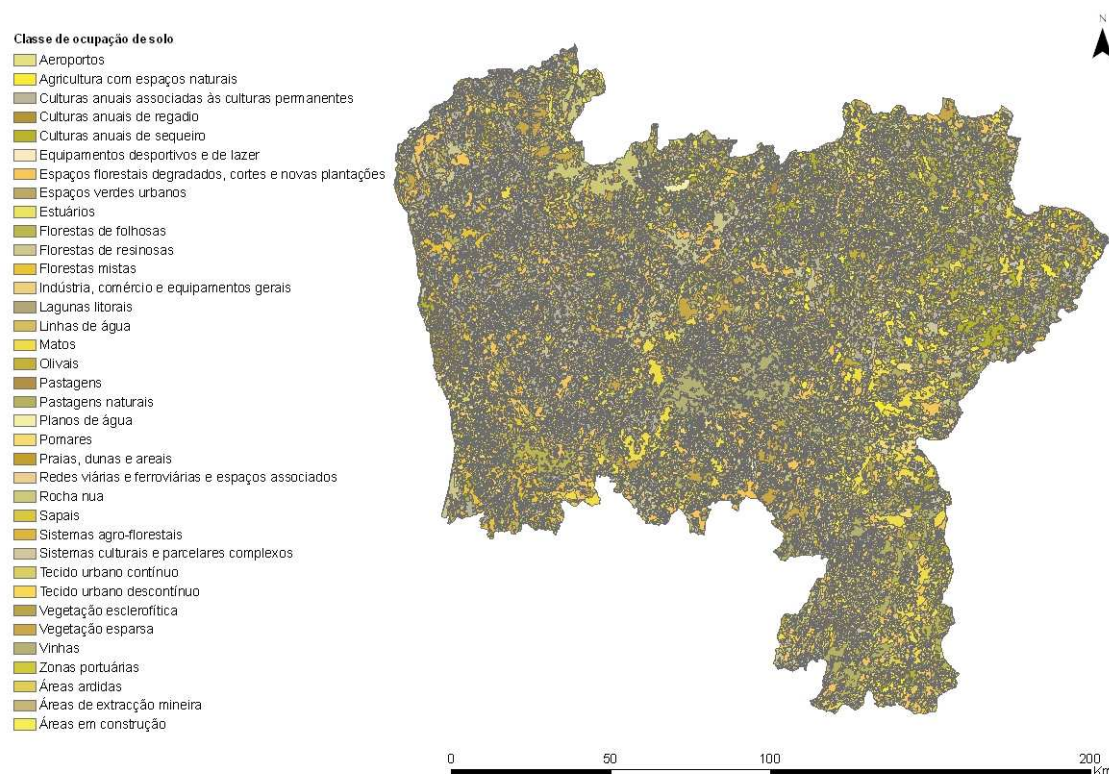 N
Classe de ocupação de solo
Aeroportos
Agricultura com espaços naturais
Culturas anuais associadas às culturas permanentes
Culturas anuais de regadio
Culturas anuais de sequeiro
Equipamentos desportivos e de lazer
Espaços florestais degradados, cortes e novas plantações
Espaços verdes urbanos
Estuários
Florestas de folhosas
Florestas de resinosas
Florestas mistas
Indústria, comércio e equipamentos gerais
Lagunas litorais
Linhas de água
Matos
Olivais
Pastagens
Pastagens naturais
Planos de água
Pomares
Praias, dunas e areais
Redes viárias e ferroviárias e espaços associados
Rocha nua
Sapais
Sistemas agro-florestais
Sistemas culturais e parcelares complexos
Tecido urbano contínuo
Tecido urbano descontínuo
Vegetação esclerofítica
Vegetação esparsa
Vinhas
Zonas portuárias
Áreas ardidas
Áreas de extracção mineira
Áreas em construção
0 50 100 200
Km